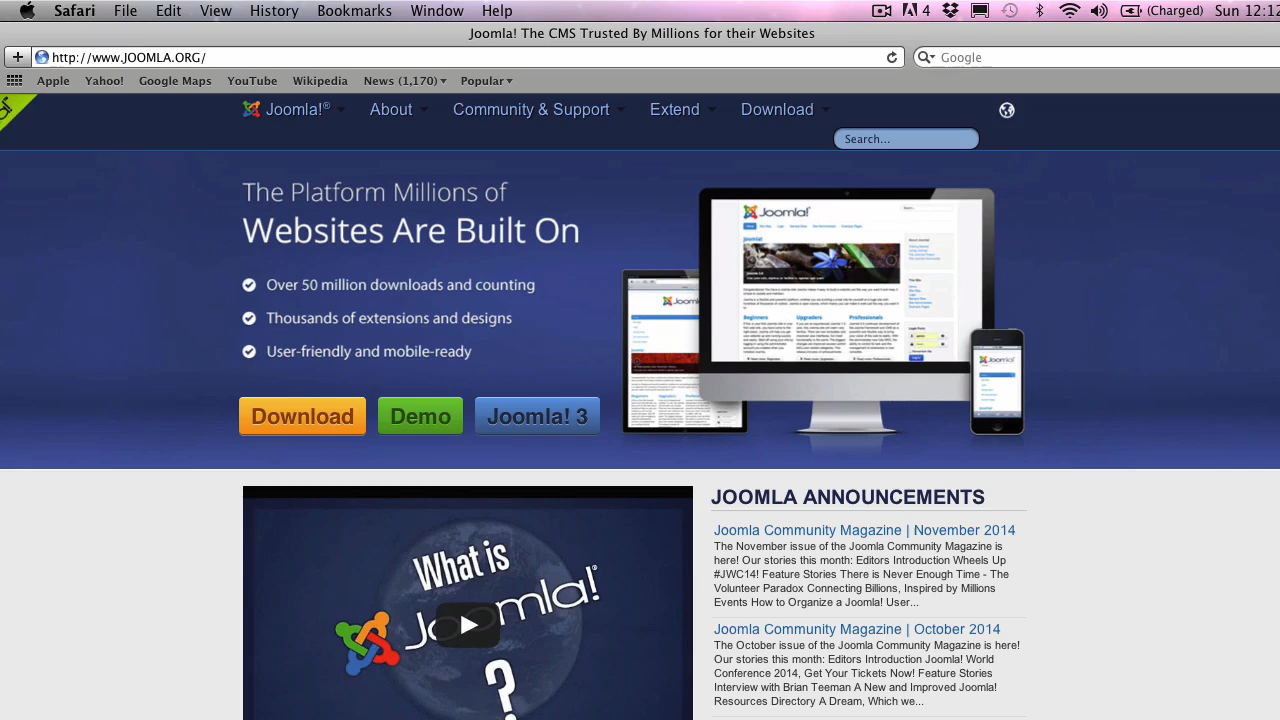 Safari File Edit View History Bookmarks Window Help
4
(Charged) Sun 12:12
Joomla! The CMS Trusted By Millions for their Websites
http://www.JOOMLA.ORG/
Google
Apple Yahoo! Google Maps YouTube Wikipedia News (1,170) Popular
Joomla!® About Community & Support Extend Download
Search...
The Platform Millions of
Websites Are Built On
Over 50 million downloads and counting
Thousands of extensions and designs
User-friendly and mobile-ready
Download Demo Joomla! 3
Joomla!
Joomla!
Beginners Upgraders Professionals
Joomla!
What is
Joomla!®
?
JOOMLA ANNOUNCEMENTS
Joomla Community Magazine | November 2014
The November issue of the Joomla Community Magazine is
here! Our stories this month: Editors Introduction Wheels Up
#JWC14! Feature Stories There is Never Enough Time - The
Volunteer Paradox Connecting Billions, Inspired by Millions
Events How to Organize a Joomla! User...
Joomla Community Magazine | October 2014
The October issue of the Joomla Community Magazine is here!
Our stories this month: Editors Introduction Joomla! World
Conference 2014, Get Your Tickets Now! Feature Stories
Interview with Brian Teeman A New and Improved Joomla!
Resources Directory A Dream, Which we...